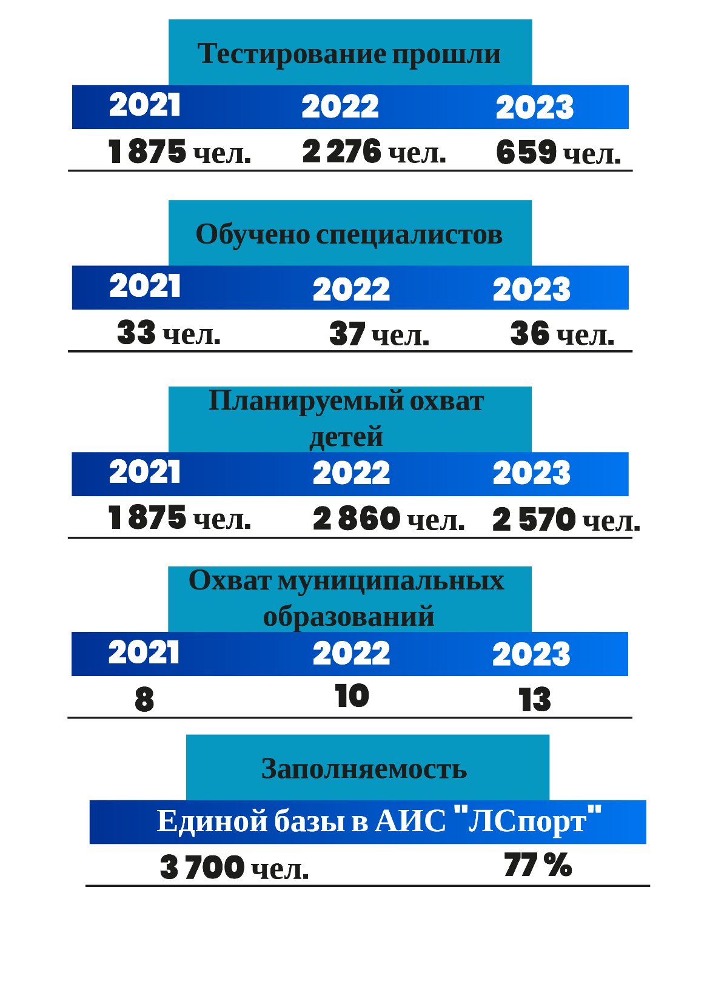 Тестирование прошли
2021 2022 2023
1 875 чел. 2 276 чел. 659 чел.
Обучено специалистов
2021 2022 2023
33 чел. 37 чел. 36 чел.
Планируемый охват
детей
2021 2022 2023
1 875 чел. 2 860 чел. 2 570 чел.
Охват муниципальных
образований
2021 2022 2023
8 10 13
Заполняемость
Единой базы в АИС "ЛСпорт"
3 700 чел. 77 %